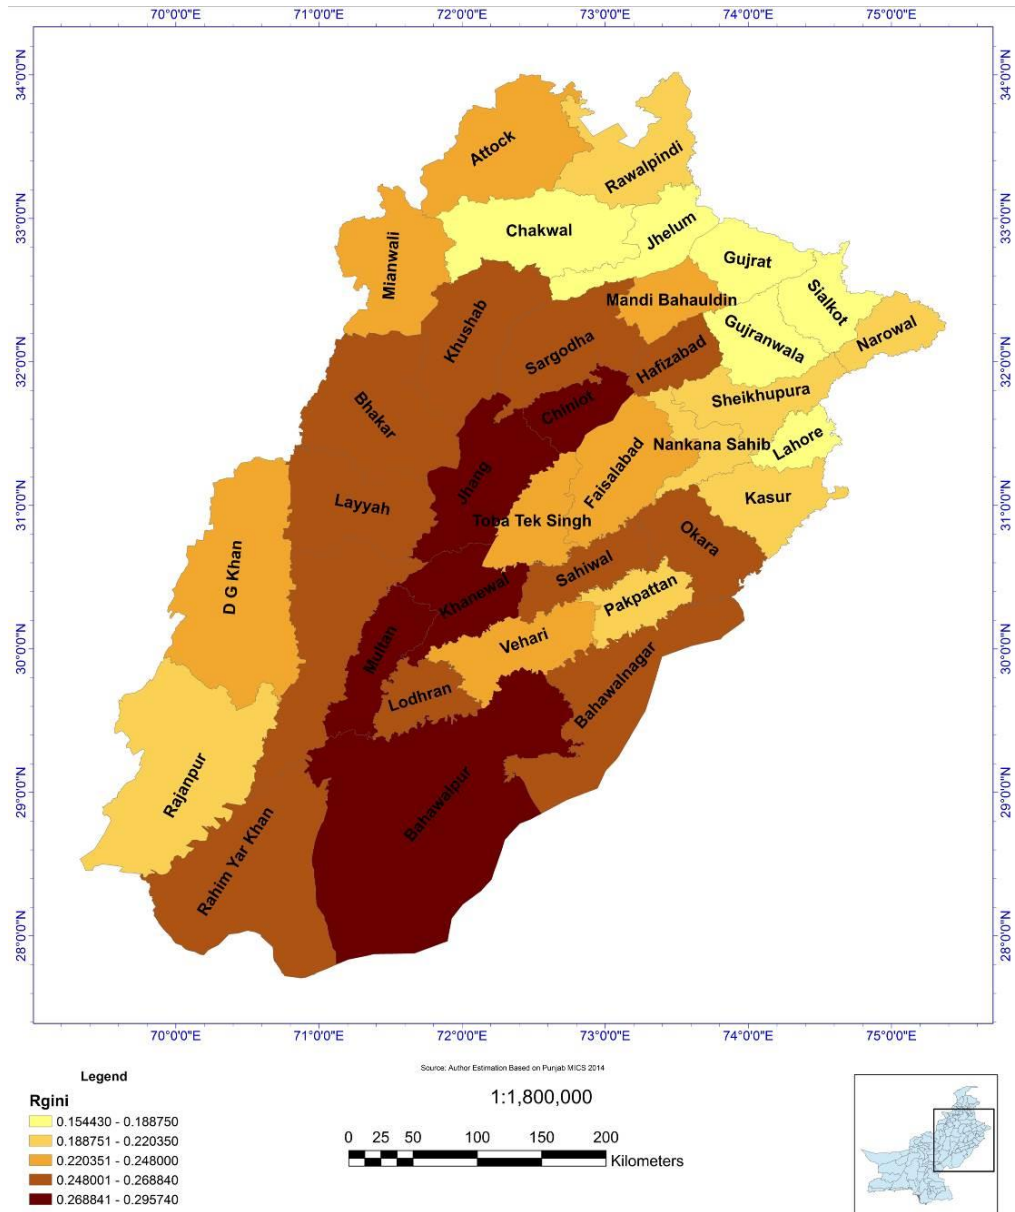 70°0'0"E 71°0'0"E 72°0'0"E 73°0'0"E 74°0'0"E 75°0'0"E
34°0'0"N
34°0'0"N
33°0'0"N
33°0'0"N
32°0'0"N
32°0'0"N
31°0'0"N
31°0'0"N
30°0'0"N
30°0'0"N
29°0'0"N
29°0'0"N
28°0'0"N
28°0'0"N
Attock
Rawalpindi
Chakwal
Jhelum
Mianwali
Gujrat
Sialkot
Mandi Bahauldin
Khushab
Gujranwala
Narowal
Sargodha
Hafizabad
Sheikhupura
Bhakar
Chiniot
Lahore
Nankana Sahib
Faisalabad
Jhang
Kasur
Layyah
Toba Tek Singh
Okara
Sahiwal
D G Khan
Khanewal
Pakpattan
Multan
Vehari
Lodhran
Bahawalnagar
Rajanpur
Bahawalpur
Rahim Yar Khan
70°0'0"E 71°0'0"E 72°0'0"E 73°0'0"E 74°0'0"E 75°0'0"E
Source: Author Estimation Based on Punjab MICS 2014
Legend
Rgini
0.154430 - 0.188750
0.188751 - 0.220350
0.220351 - 0.248000
0.248001 - 0.268840
0.268841 - 0.295740
1:1,800,000
0 25 50 100 150 200
Kilometers